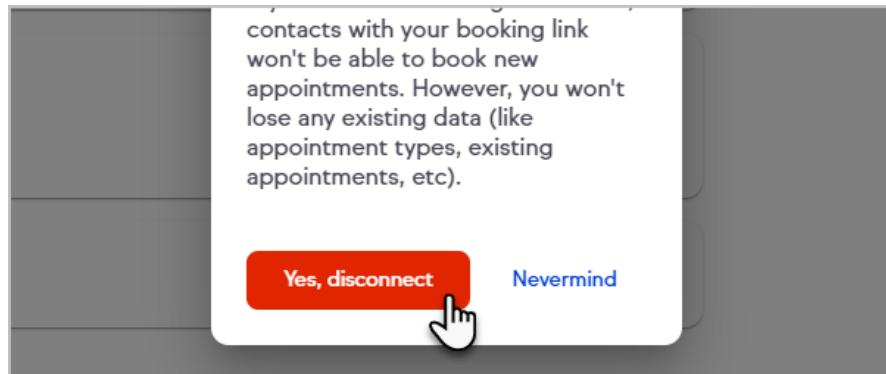 contacts with your booking link
won't be able to book new
appointments. However, you won't
lose any existing data (like
appointment types, existing
appointments, etc).
Yes, disconnect
Nevermind